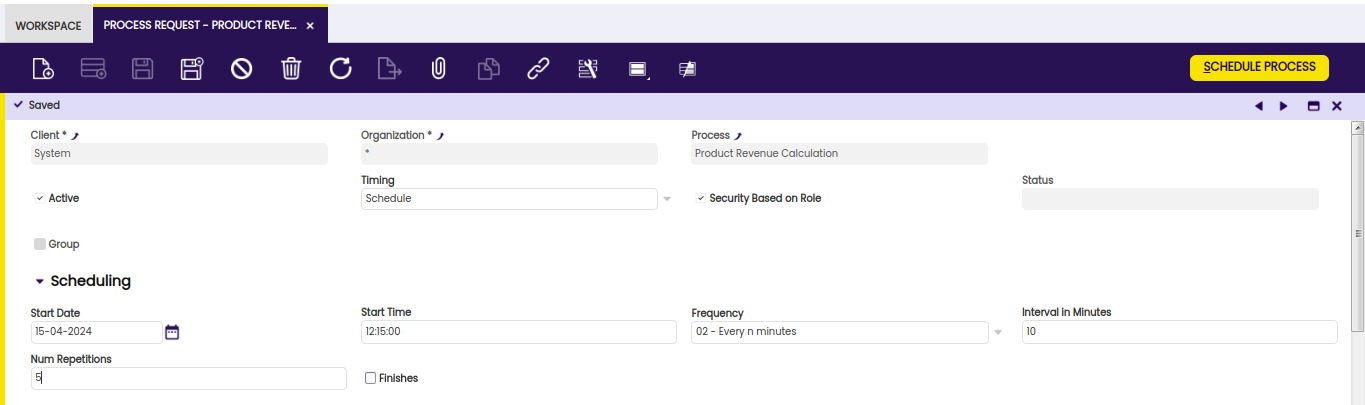 WORKSPACE
PROCESS REQUEST - PRODUCT REVE...
SCHEDULE PROCESS
Saved
Client *
Organization *
Process
System
*
Product Revenue Calculation
Timing
Status
Active
Schedule
Security Based on Role
Group
Scheduling
Start Date
Start Time
Frequency
Interval in Minutes
15-04-2024
12:15:00
02 - Every n minutes
10
Num Repetitions
5
Finishes